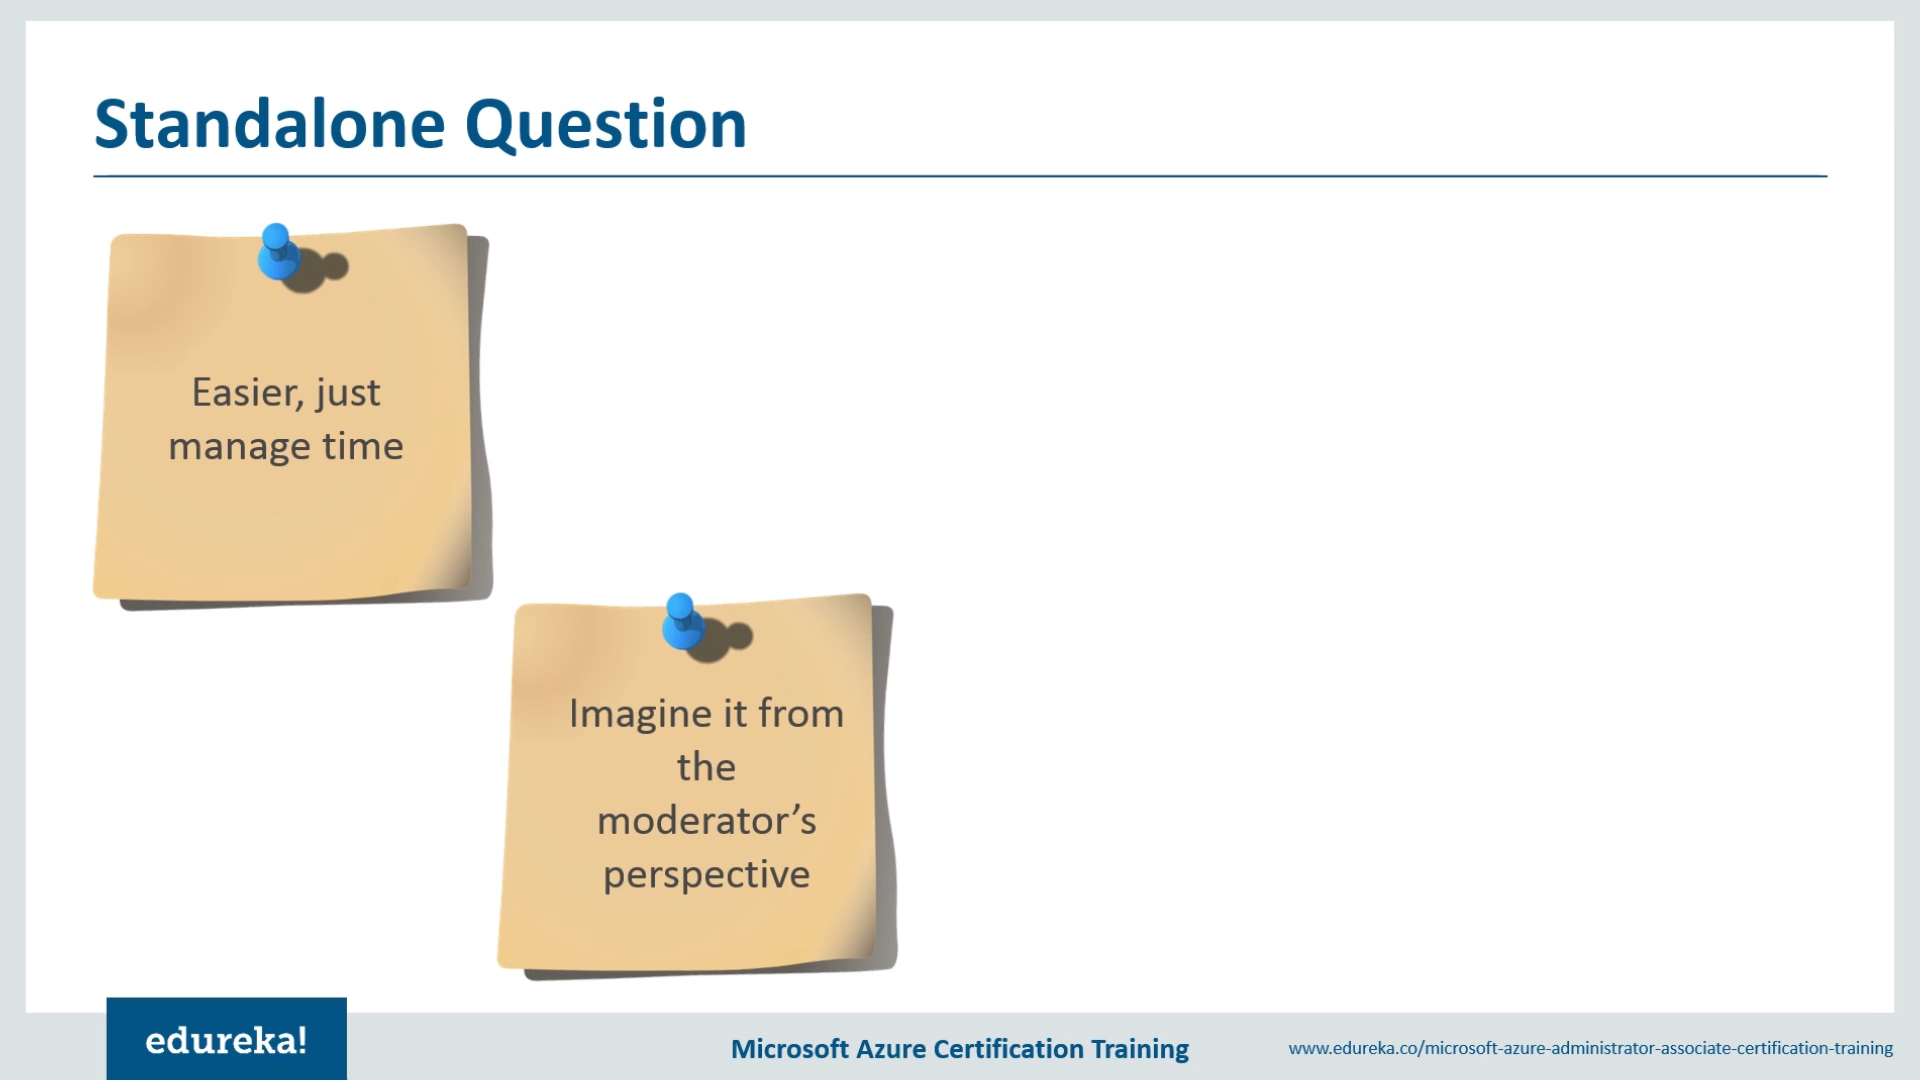 Standalone Question
Easier, just
manage time
Imagine it from
the
moderator’s
perspective
edureka!
Microsoft Azure Certification Training
www.edureka.co/microsoft-azure-administrator-associate-certification-training